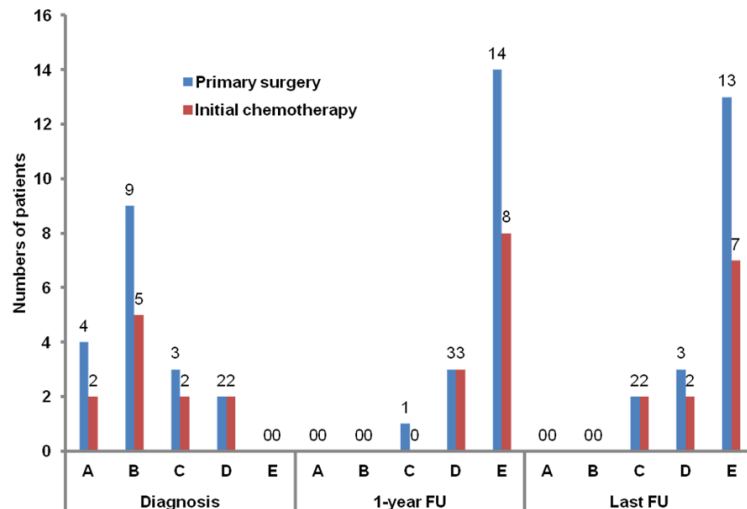 16
14
12
10
8
6
4
2
0
Numbers of patients
Primary surgery
Initial chemotherapy
4 2 9 5 3 2 22 00 00 00 1 0 33 14 8 00 00 22 3 2 13 7
A B C D E A B C D E A B C D E
Diagnosis 1-year FU Last FU